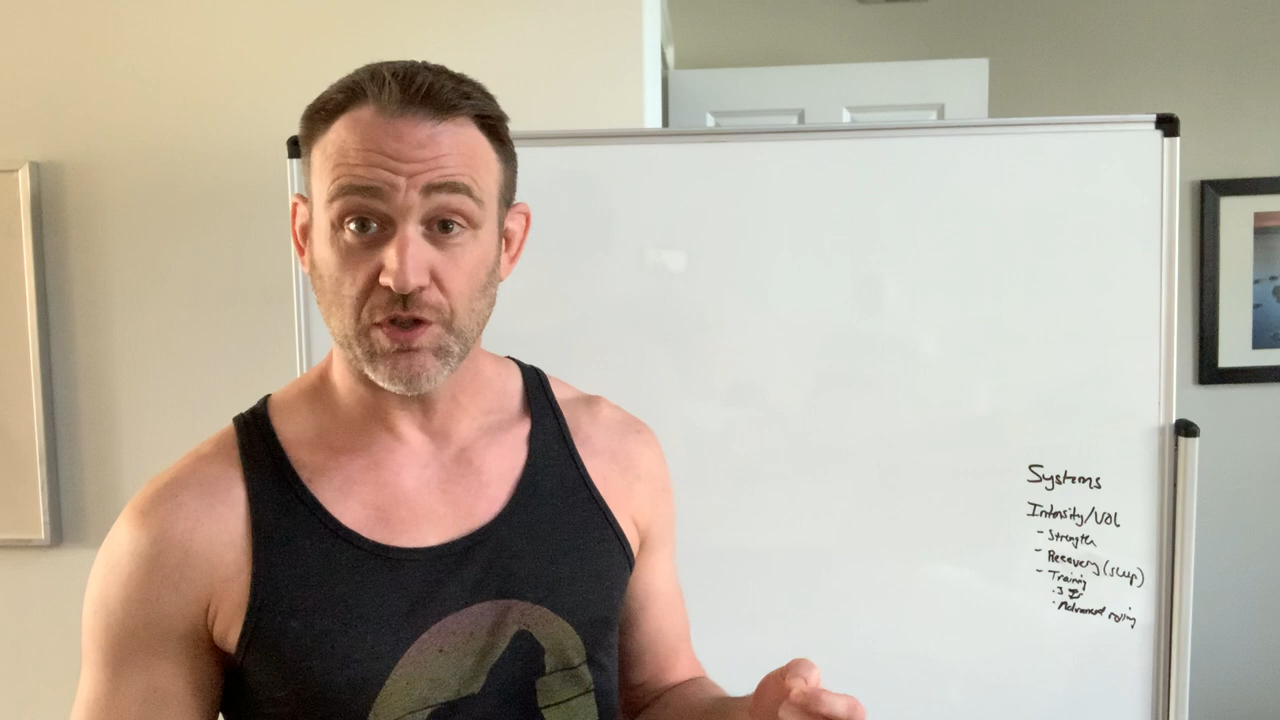 Systems
Intensity/VOL
- Strength
- Recovery (sleep)
- Training
. 3
. Advanced rolling